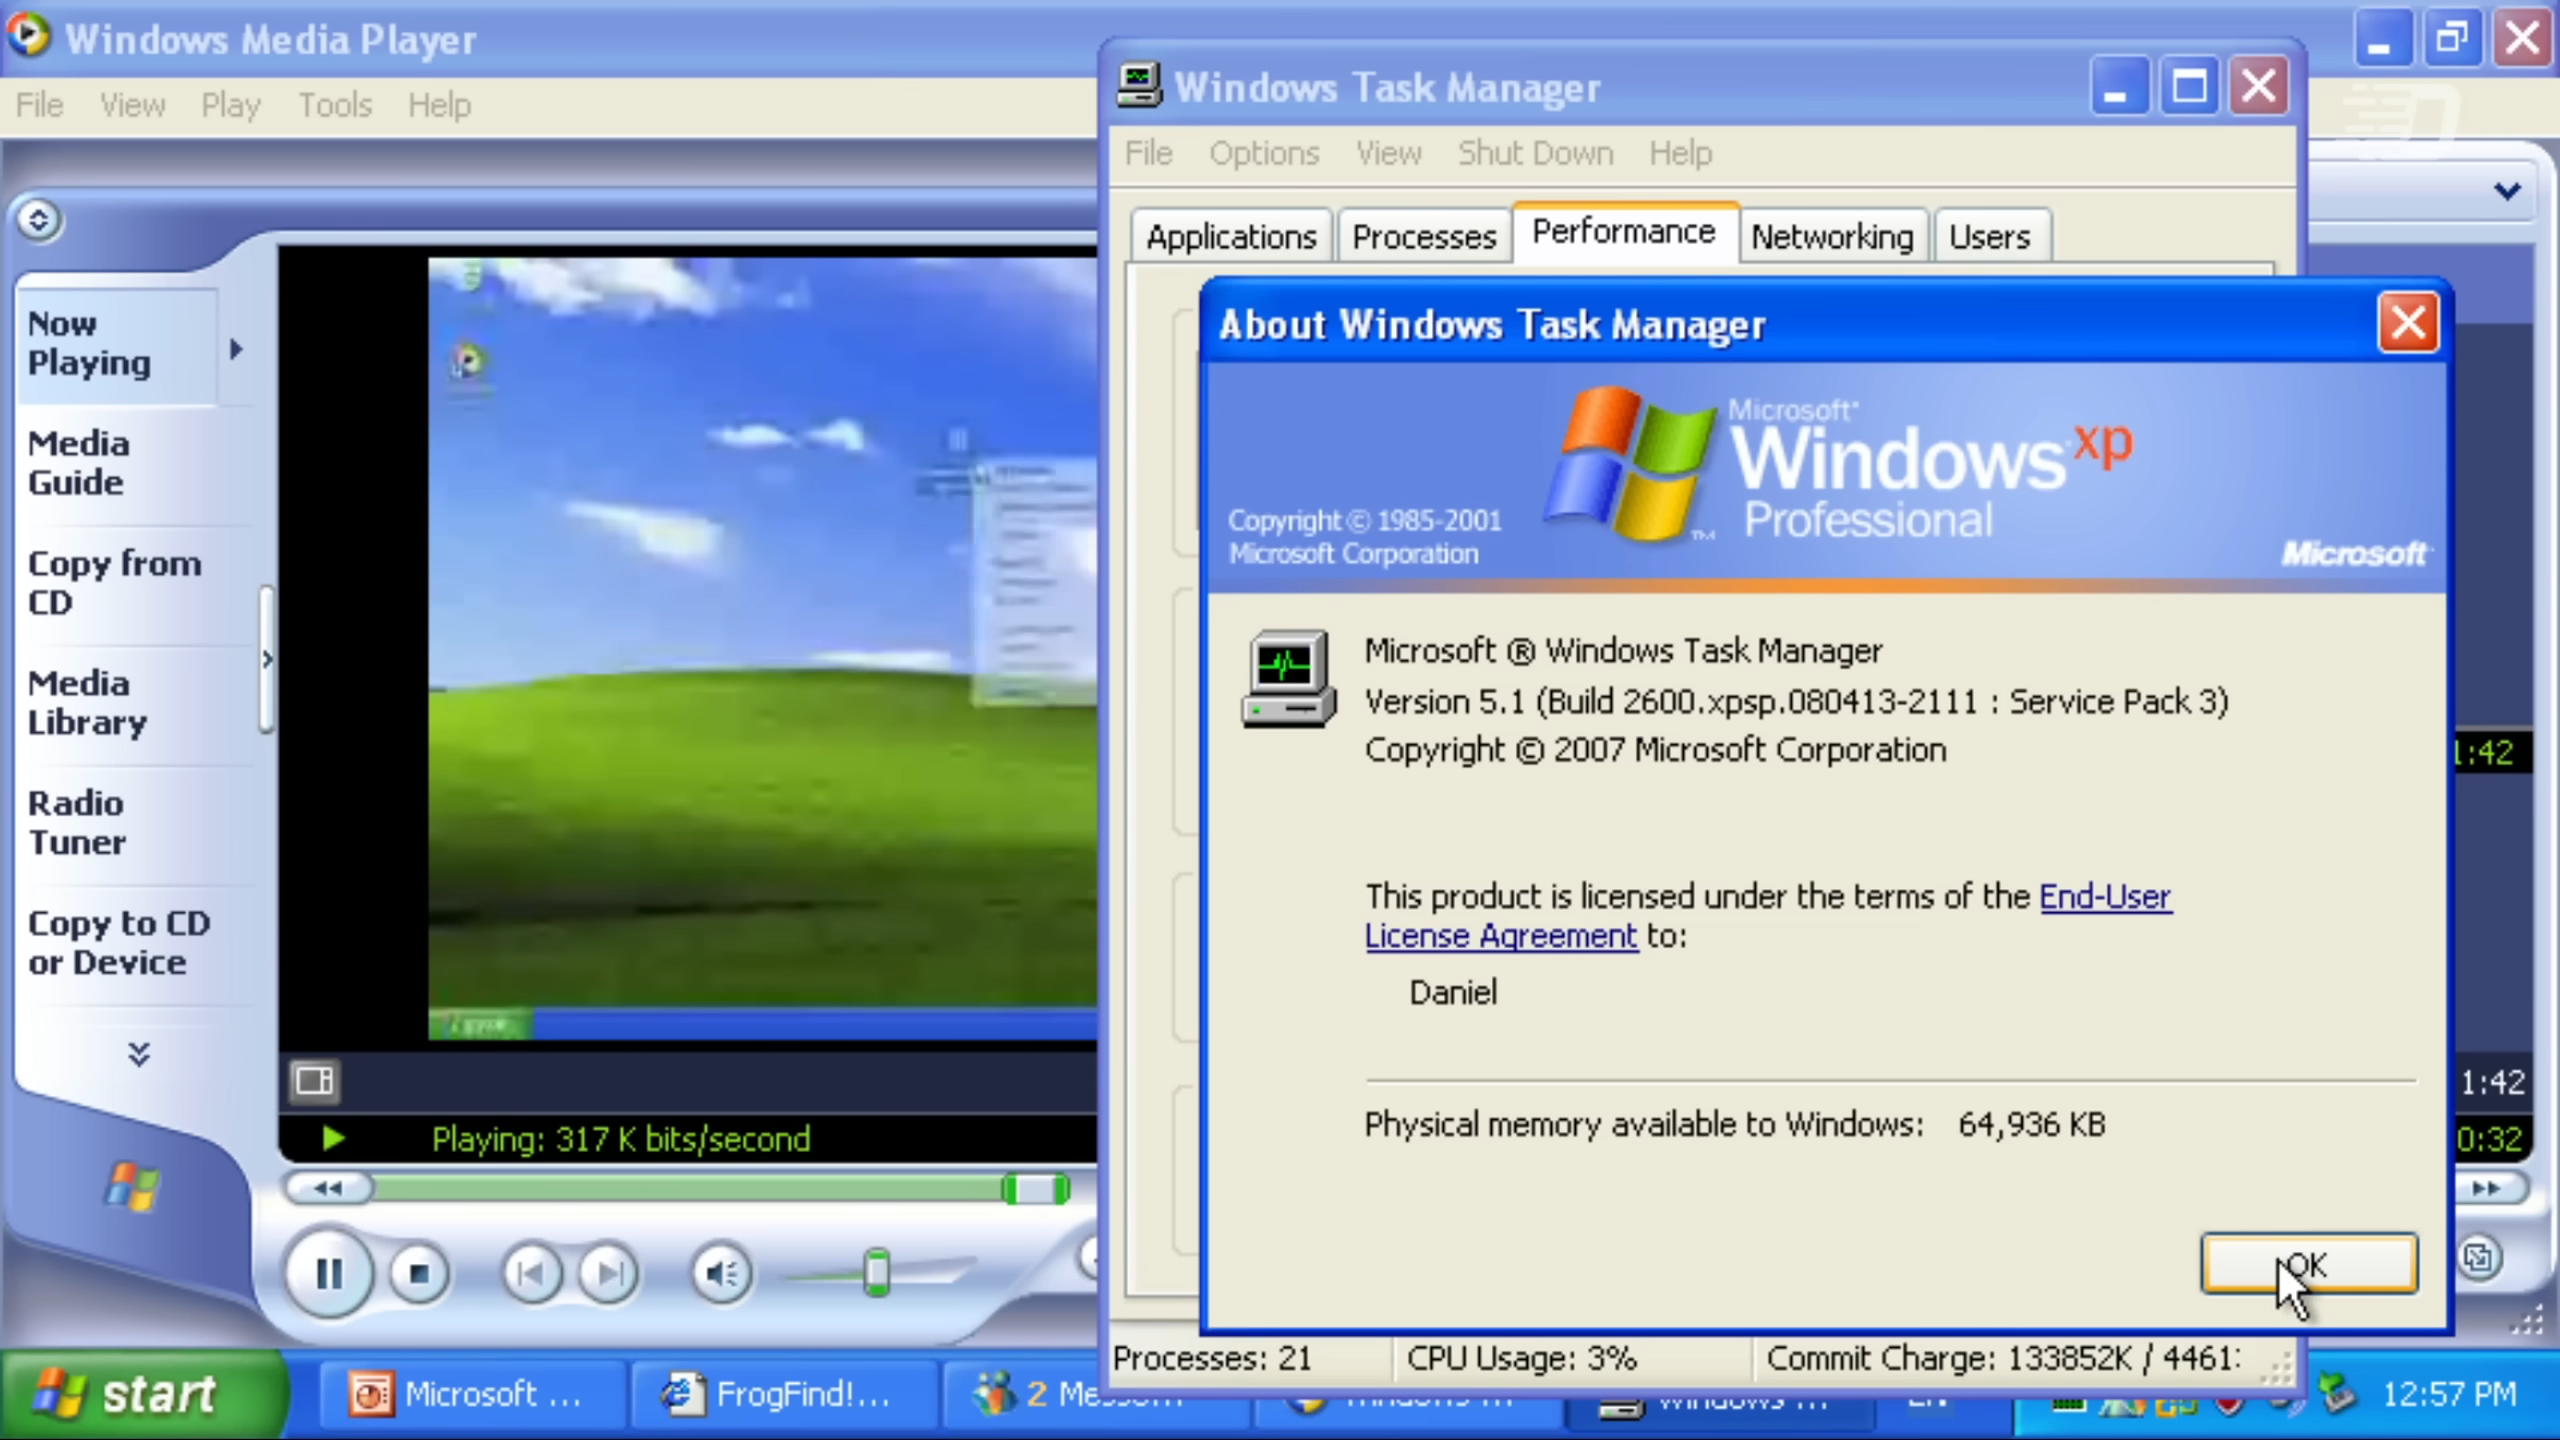 Windows Media Player
File View Play Tools Help
Now
Playing
Media
Guide
Copy from
CD
Media
Library
Radio
Tuner
Copy to CD
or Device
Playing: 317 K bits/second
Windows Task Manager
File Options View Shut Down Help
Applications Processes Performance Networking Users
About Windows Task Manager
Microsoft
Windows xp
Professional
Copyright © 1985-2001
Microsoft Corporation
Microsoft
Microsoft ® Windows Task Manager
Version 5.1 (Build 2600.xpsp.080413-2111 : Service Pack 3)
Copyright © 2007 Microsoft Corporation
This product is licensed under the terms of the End-User
License Agreement to:
Daniel
Physical memory available to Windows: 64,936 KB
OK
1:42
1:42
0:32
Processes: 21 CPU Usage: 3% Commit Charge: 133852K / 4461
start Microsoft ... FrogFind!... 2 12:57 PM